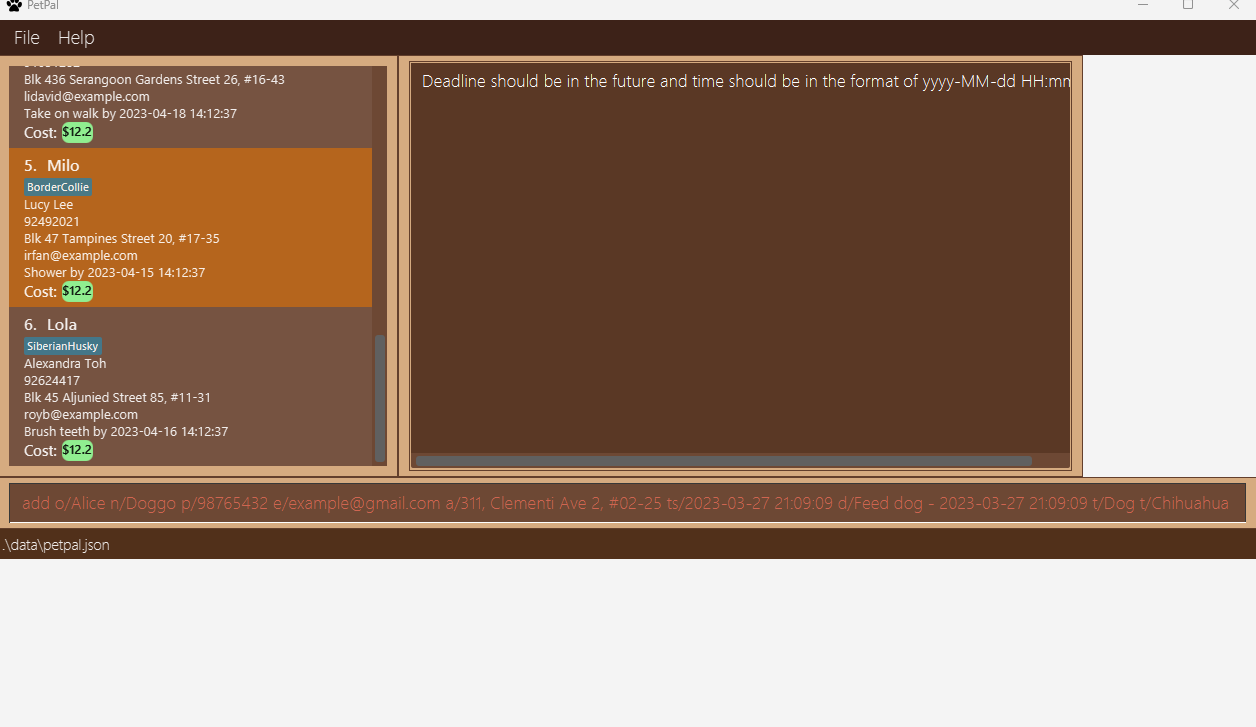 PetPal
File Help
Blk 436 Serangoon Gardens Street 26, #16-43
lidavid@example.com
Take on walk by 2023-04-18 14:12:37
Cost: $12.2
5. Milo
BorderCollie
Lucy Lee
92492021
Blk 47 Tampines Street 20, #17-35
irfan@example.com
Shower by 2023-04-15 14:12:37
Cost: $12.2
6. Lola
SiberianHusky
Alexandra Toh
92624417
Blk 45 Aljunied Street 85, #11-31
royb@example.com
Brush teeth by 2023-04-16 14:12:37
Cost: $12.2
Deadline should be in the future and time should be in the format of yyyy-MM-dd HH:mm
add o/Alice n/Doggo p/98765432 e/example@gmail.com a/311, Clementi Ave 2, #02-25 ts/2023-03-27 21:09:09 d/Feed dog - 2023-03-27 21:09:09 t/Dog t/Chihuahua
.\data\petpal.json